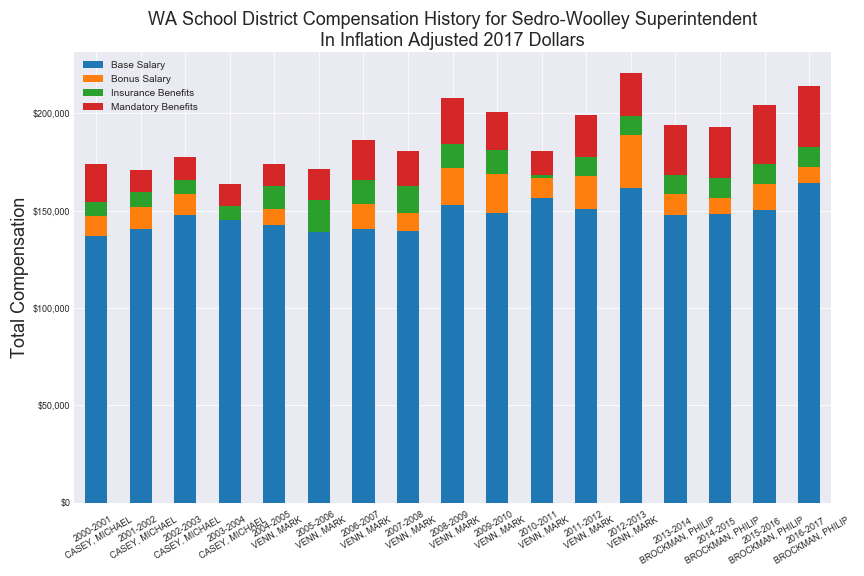 WA School District Compensation History for Sedro-Woolley Superintendent
In Inflation Adjusted 2017 Dollars
Base Salary
Bonus Salary
Insurance Benefits
Mandatory Benefits
Total Compensation
$200,000
$150,000
$100,000
$50,000
$0
2000-2001
CASEY, MICHAEL
2001-2002
CASEY, MICHAEL
2002-2003
CASEY, MICHAEL
2003-2004
CASEY, MICHAEL
2004-2005
VENN, MARK
2005-2006
VENN, MARK
2006-2007
VENN, MARK
2007-2008
VENN, MARK
2008-2009
VENN, MARK
2009-2010
VENN, MARK
2010-2011
VENN, MARK
2011-2012
VENN, MARK
2012-2013
VENN, MARK
2013-2014
BROCKMAN, PHILIP
2014-2015
BROCKMAN, PHILIP
2015-2016
BROCKMAN, PHILIP
2016-2017
BROCKMAN, PHILIP